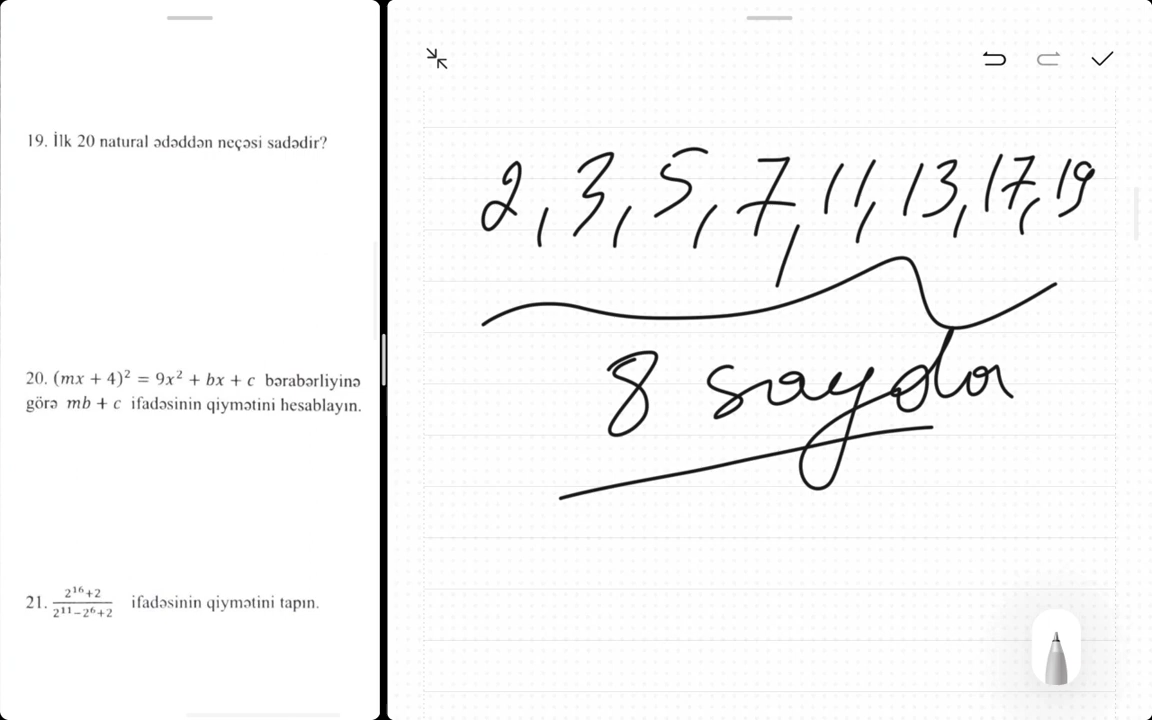 19. İlk 20 natural ədəddən neçəsi sadədir?
20. (mx + 4)² = 9x² + bx + c bərabərliyinə
görə mb + c ifadəsinin qiymətini hesablayın.
21. (2¹⁶+2)/(2¹¹−2⁶+2) ifadəsinin qiymətini tapın.
2, 3, 5, 7, 11, 13, 17, 19
8 sayda